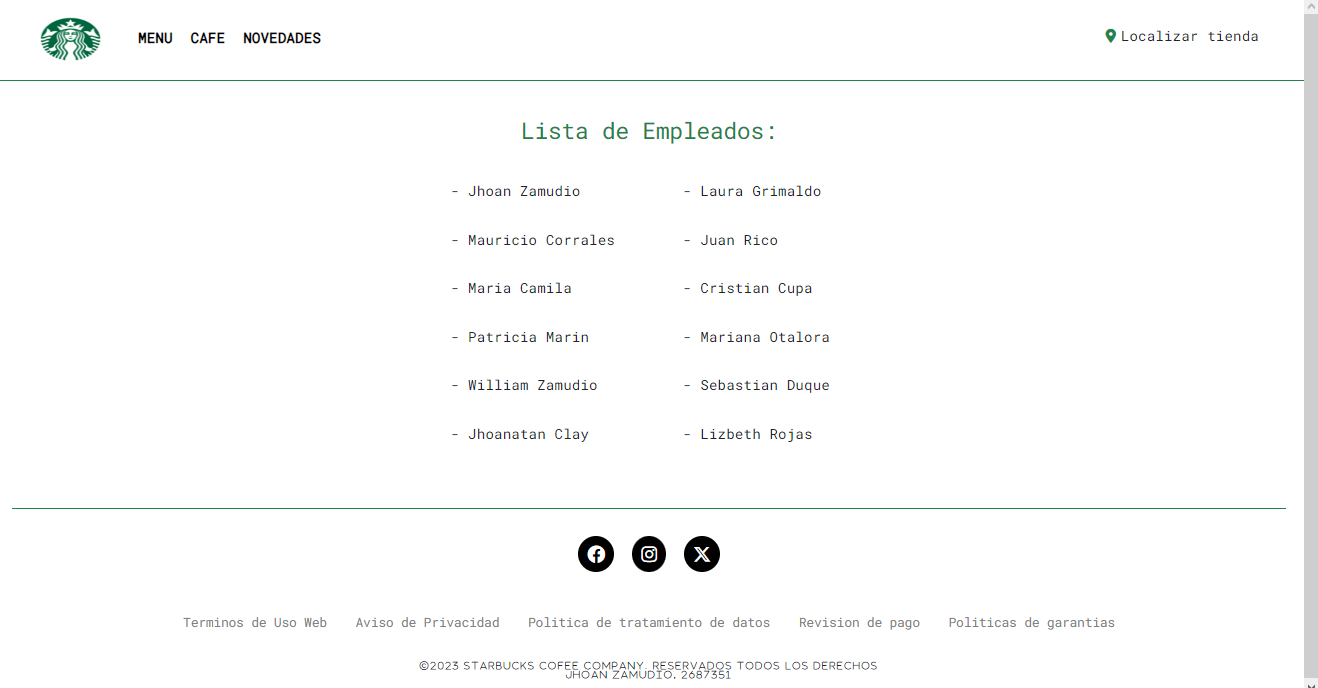 MENU CAFE NOVEDADES Localizar tienda
Lista de Empleados:
- Jhoan Zamudio - Laura Grimaldo
- Mauricio Corrales - Juan Rico
- Maria Camila - Cristian Cupa
- Patricia Marin - Mariana Otalora
- William Zamudio - Sebastian Duque
- Jhoanatan Clay - Lizbeth Rojas
Terminos de Uso Web Aviso de Privacidad Politica de tratamiento de datos Revision de pago Politicas de garantias
©2023 STARBUCKS COFEE COMPANY. RESERVADOS TODOS LOS DERECHOS
JHOAN ZAMUDIO, 2687351